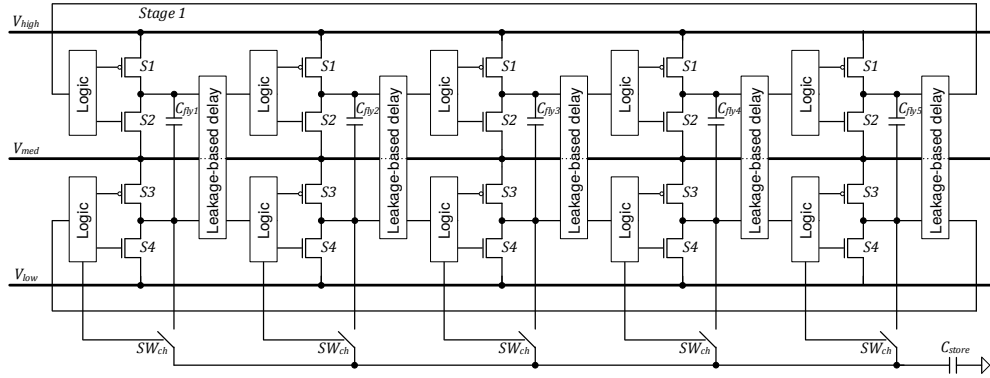 Stage 1
V_high
S1 S1 S1 S1 S1
Logic Logic Logic Logic Logic
C_fly1 C_fly2 C_fly3 C_fly4 C_fly5
S2 S2 S2 S2 S2
Leakage-based delay Leakage-based delay Leakage-based delay Leakage-based delay Leakage-based delay
V_med
S3 S3 S3 S3 S3
Logic Logic Logic Logic Logic
S4 S4 S4 S4 S4
V_low
SW_ch SW_ch SW_ch SW_ch SW_ch
C_store